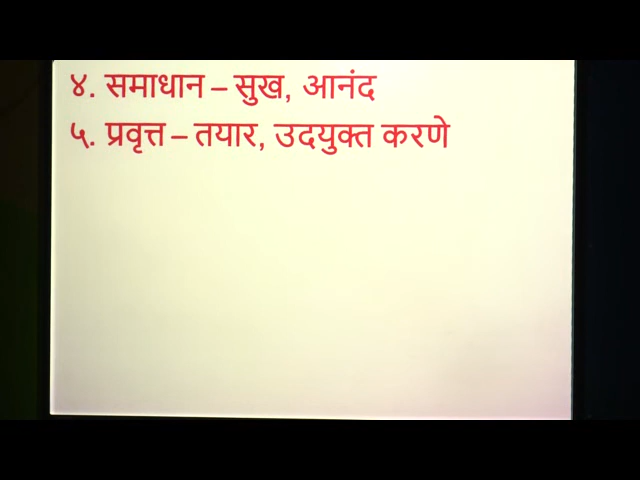 ४. समाधान – सुख, आनंद
५. प्रवृत्त – तयार, उदयुक्त करणे